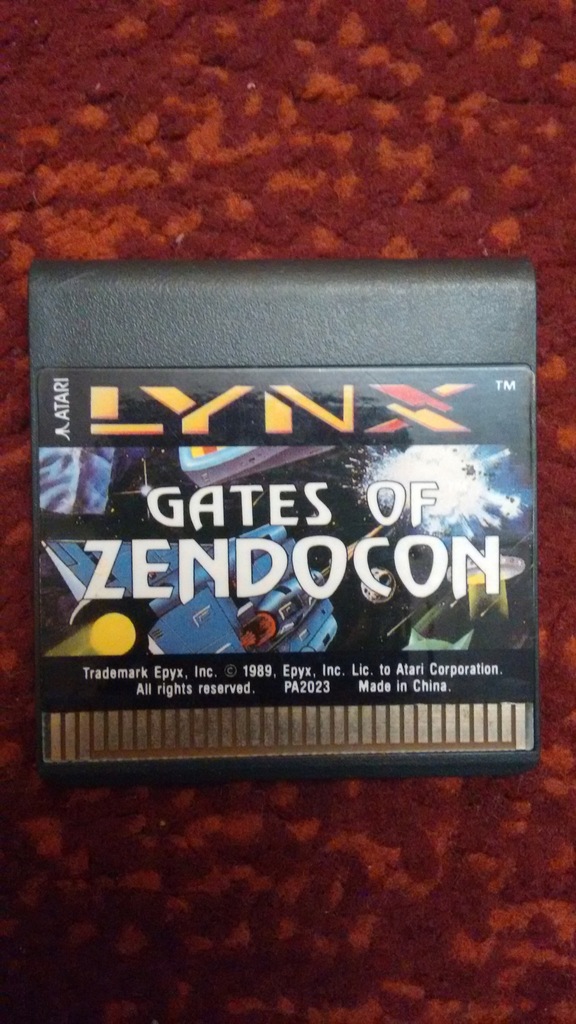 ATARI
LYNX ™
GATES OF ™
ZENDOCON
Trademark Epyx, Inc. © 1989, Epyx, Inc. Lic. to Atari Corporation.
All rights reserved. PA2023 Made in China.